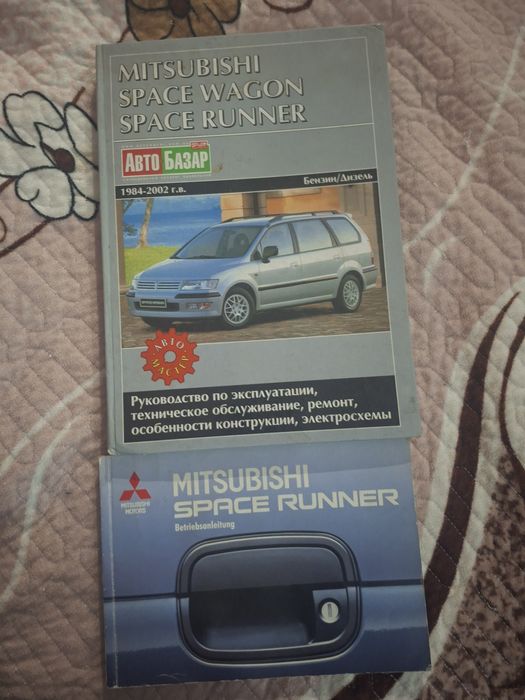 MITSUBISHI
SPACE WAGON
SPACE RUNNER
АВТО БАЗАР
1984-2002 г.в.
Бензин/Дизель
АВТО МАСТЕР
Руководство по эксплуатации,
техническое обслуживание, ремонт,
особенности конструкции, электросхемы
MITSUBISHI
MOTORS
MITSUBISHI
SPACE RUNNER
Betriebsanleitung